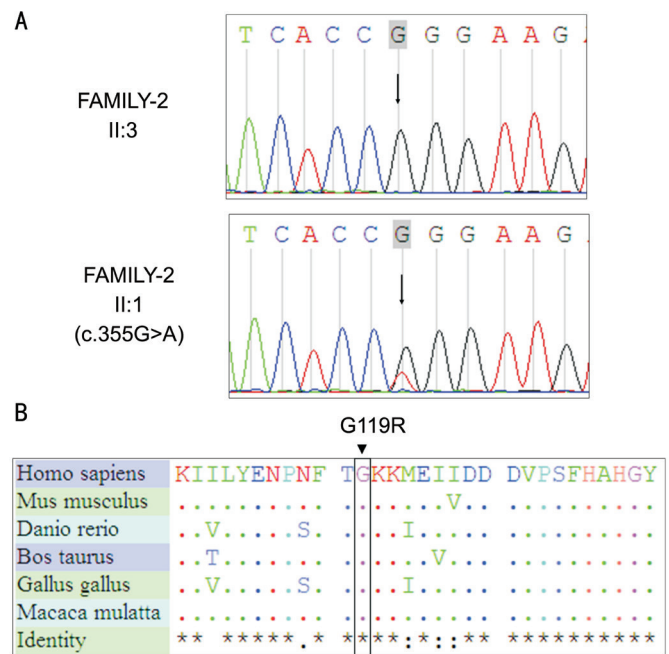 A
T C A C C G G G A A G
FAMILY-2
II:3
T C A C C G G G A A G
FAMILY-2
II:1
(c.355G>A)
B
G119R
Homo sapiens KIILYENPNF TGKKMEIIDD DVPSFHAHGY
Mus musculus .......... .......V.. ..........
Danio rerio ..V.....S. ....I..... ..........
Bos taurus ..T....... ......V... ..........
Gallus gallus ..V.....S. ....I..... ..........
Macaca mulatta .......... .......... ..........
Identity ** *****.* ****:*::** **********